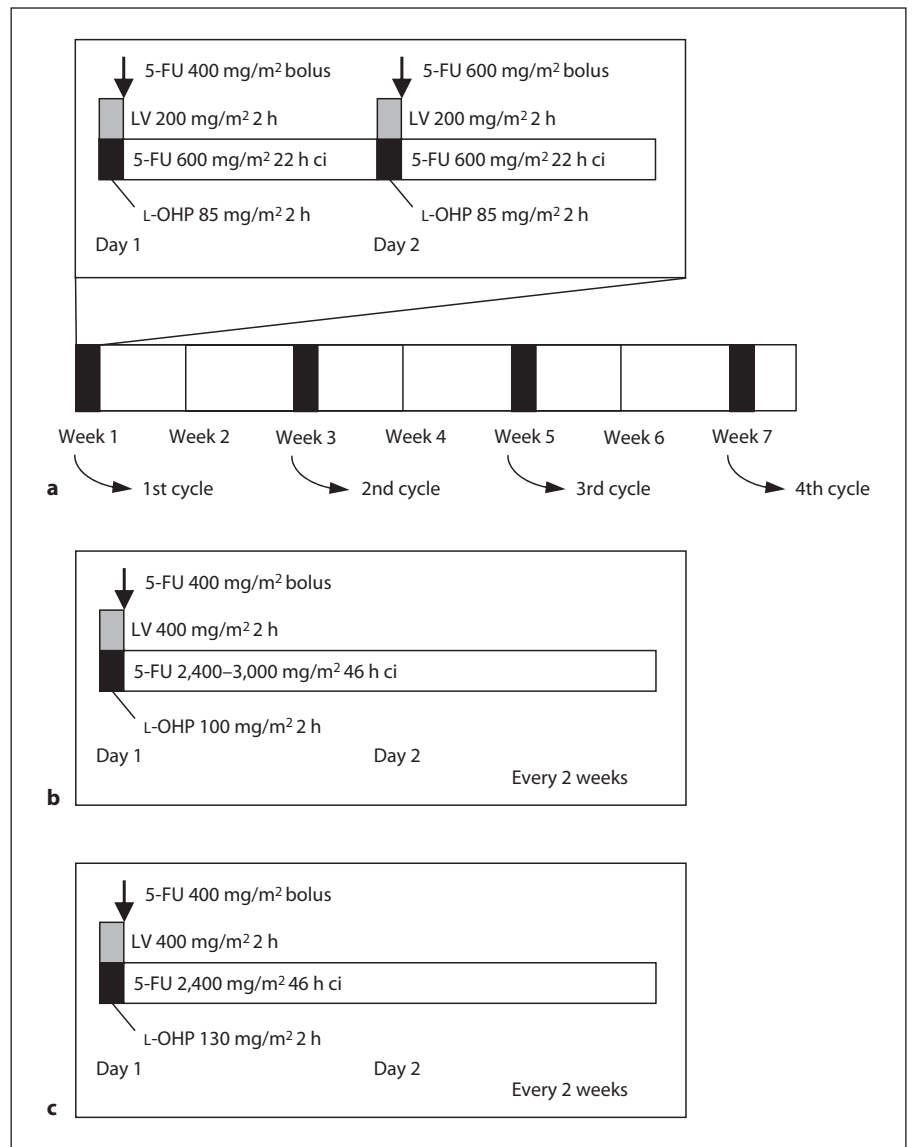 5-FU 400 mg/m² bolus 5-FU 600 mg/m² bolus
LV 200 mg/m² 2 h LV 200 mg/m² 2 h
5-FU 600 mg/m² 22 h ci 5-FU 600 mg/m² 22 h ci
L-OHP 85 mg/m² 2 h L-OHP 85 mg/m² 2 h
Day 1 Day 2
Week 1 Week 2 Week 3 Week 4 Week 5 Week 6 Week 7
a 1st cycle 2nd cycle 3rd cycle 4th cycle
5-FU 400 mg/m² bolus
LV 400 mg/m² 2 h
5-FU 2,400–3,000 mg/m² 46 h ci
L-OHP 100 mg/m² 2 h
Day 1 Day 2
Every 2 weeks
b
5-FU 400 mg/m² bolus
LV 400 mg/m² 2 h
5-FU 2,400 mg/m² 46 h ci
L-OHP 130 mg/m² 2 h
Day 1 Day 2
Every 2 weeks
c